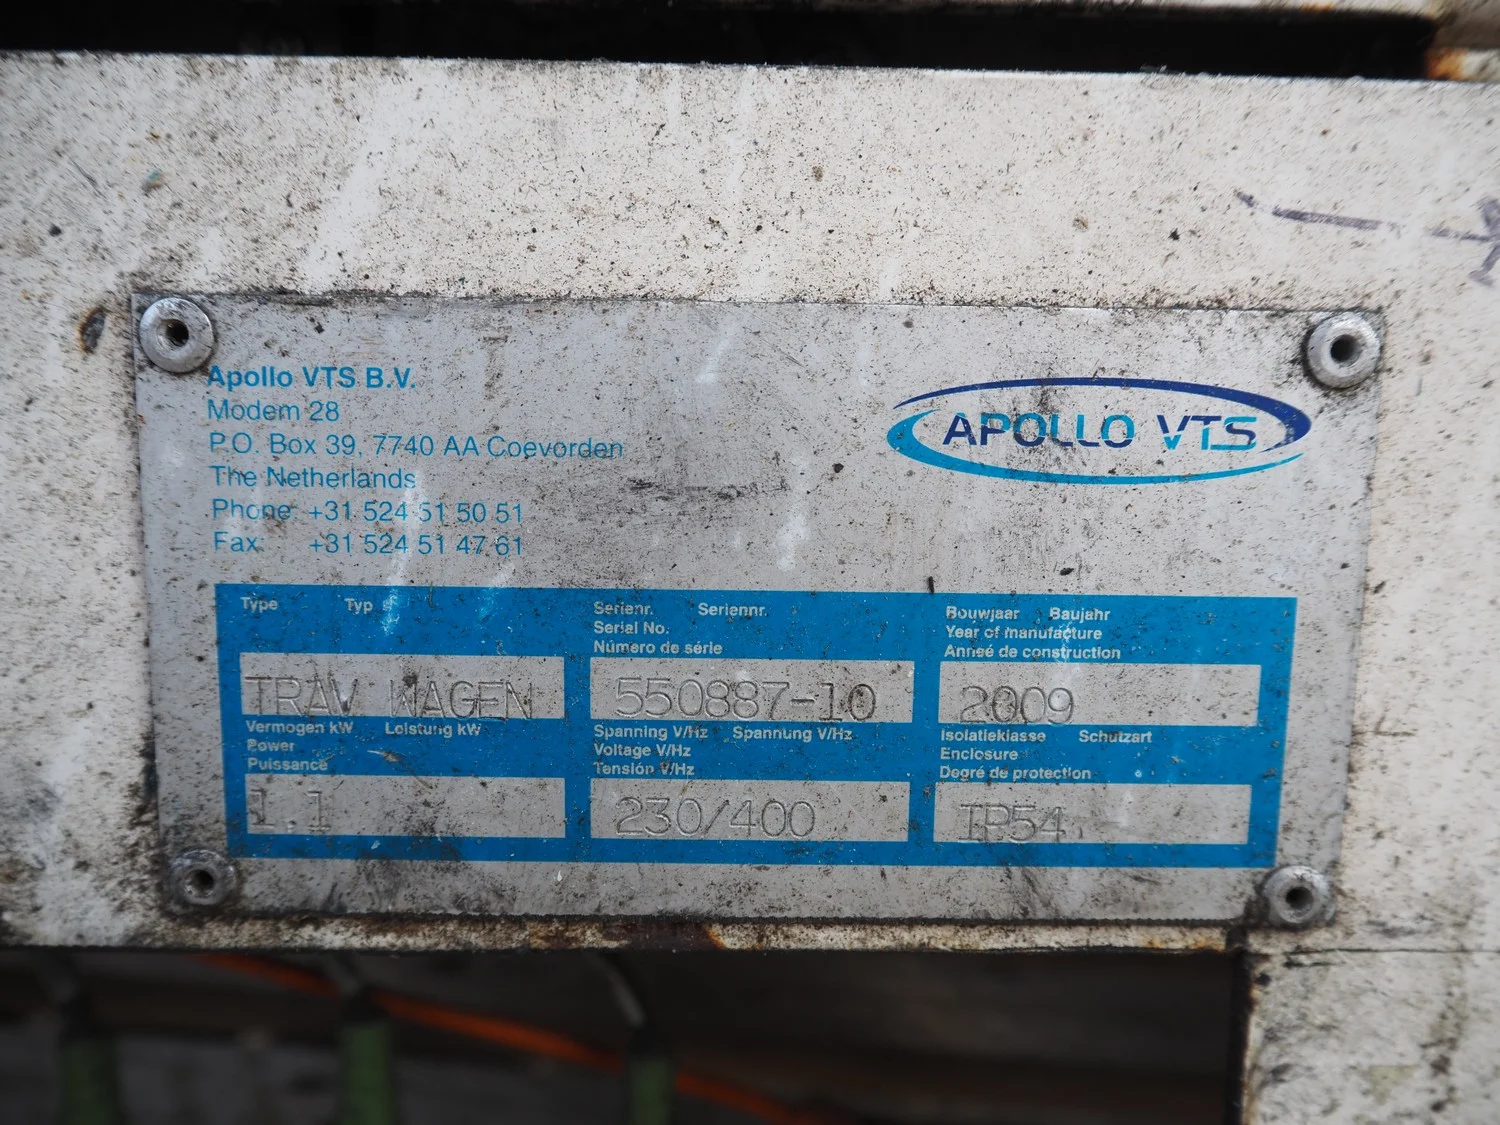 Apollo VTS B.V.
Modem 28
P.O. Box 39, 7740 AA Coevorden
The Netherlands
Phone: +31 524 51 50 51
Fax: +31 524 51 47 61
APOLLO VTS
Type Typ
Serienr. Seriennr.
Serial No.
Número de série
Bouwjaar Baujahr
Year of manufacture
Anneé de construction
TRAV WAGEN
550887-10
2009
Vermogen kW Leistung kW
Power
Puissance
Spanning V/Hz Spannung V/Hz
Voltage V/Hz
Tensión V/Hz
Isolatieklasse Schutzart
Enclosure
Degré de protection
1.1
230/400
IP54